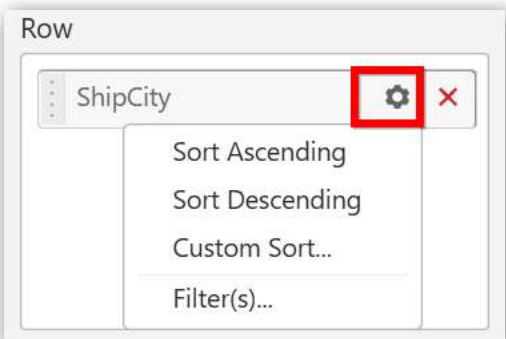 Row
ShipCity
Sort Ascending
Sort Descending
Custom Sort...
Filter(s)...